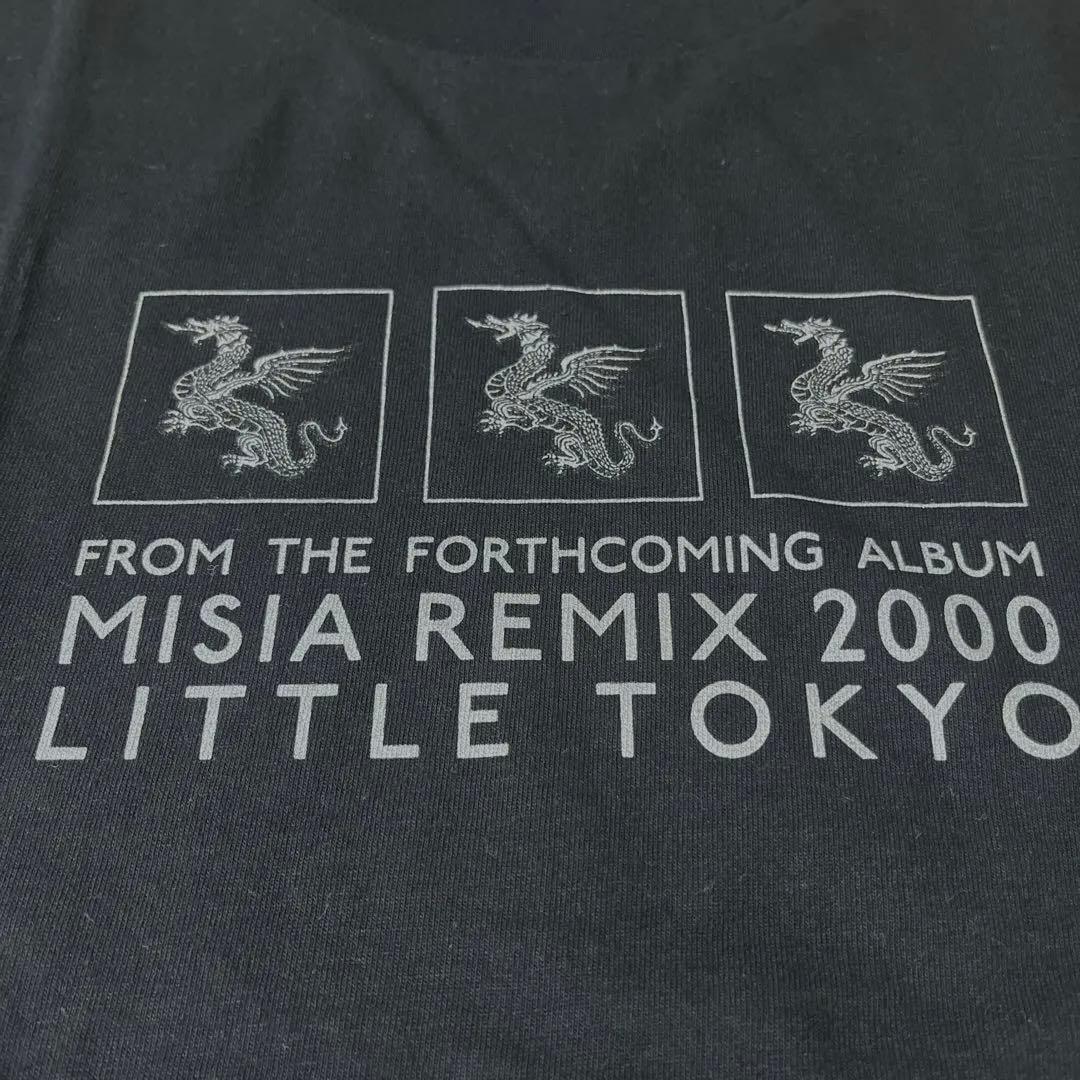 FROM THE FORTHCOMING ALBUM
MISIA REMIX 2000
LITTLE TOKYO